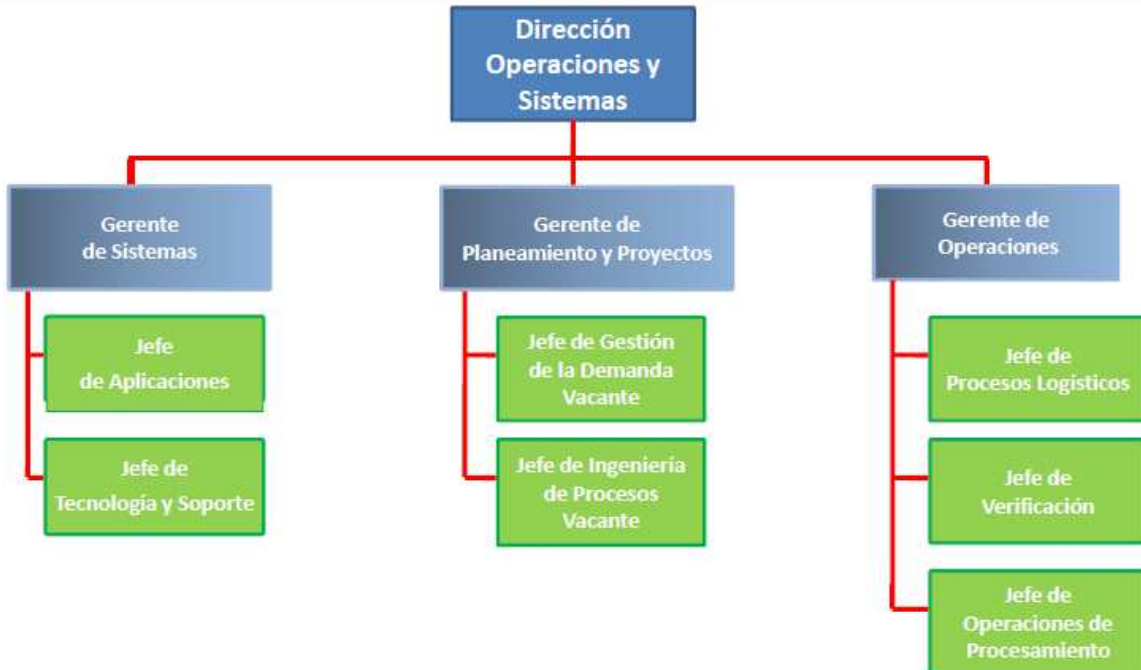 Dirección
Operaciones y
Sistemas
Gerente
de Sistemas
Gerente de
Planeamiento y Proyectos
Gerente de
Operaciones
Jefe
de Aplicaciones
Jefe de
Tecnología y Soporte
Jefe de Gestión
de la Demanda
Vacante
Jefe de Ingeniería
de Procesos
Vacante
Jefe de
Procesos Logísticos
Jefe de
Verificación
Jefe de
Operaciones de
Procesamiento